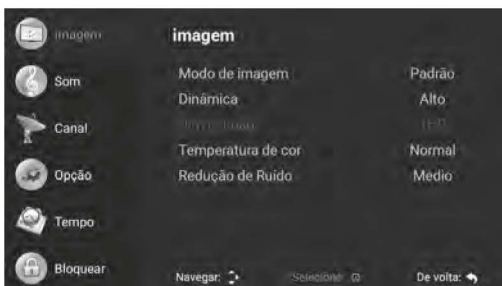 imagem
Som
Canal
Opção
Tempo
Bloquear
imagem
Modo de imagem Padrão
Dinâmica Alto
Temperatura de cor Normal
Redução de Ruído Medio
Navegar: Selecione De volta: